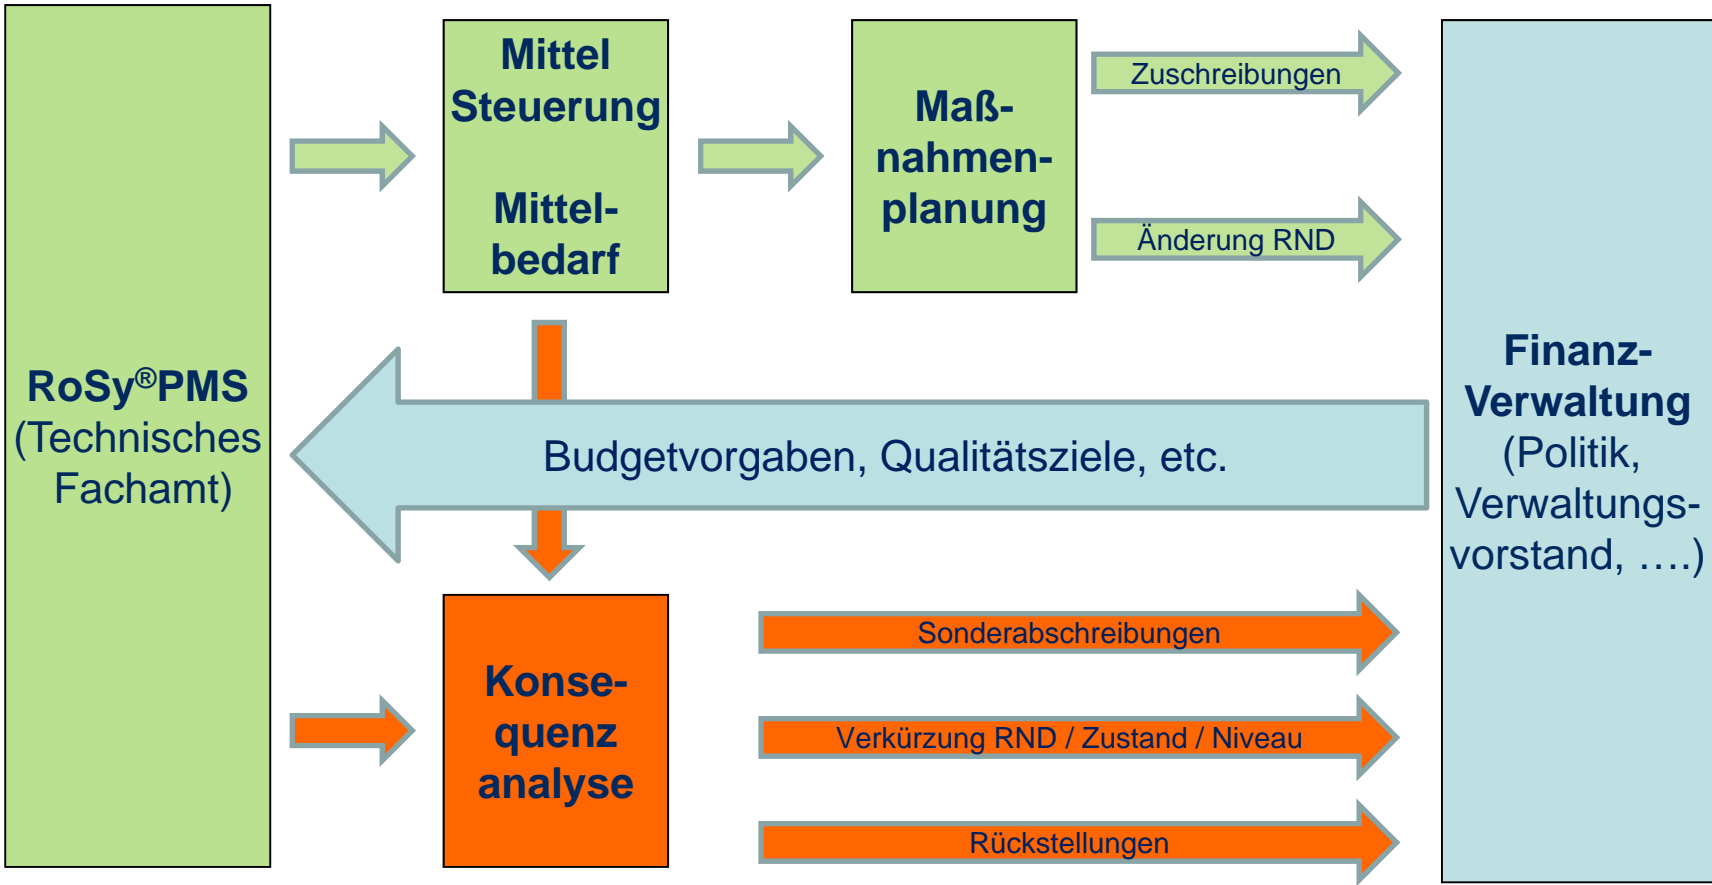 RoSy®PMS
(Technisches
Fachamt)
Mittel
Steuerung
Mittel-
bedarf
Maß-
nahmen-
planung
Zuschreibungen
Änderung RND
Budgetvorgaben, Qualitätsziele, etc.
Konse-
quenz
analyse
Sonderabschreibungen
Verkürzung RND / Zustand / Niveau
Rückstellungen
Finanz-
Verwaltung
(Politik,
Verwaltungs-
vorstand, ….)